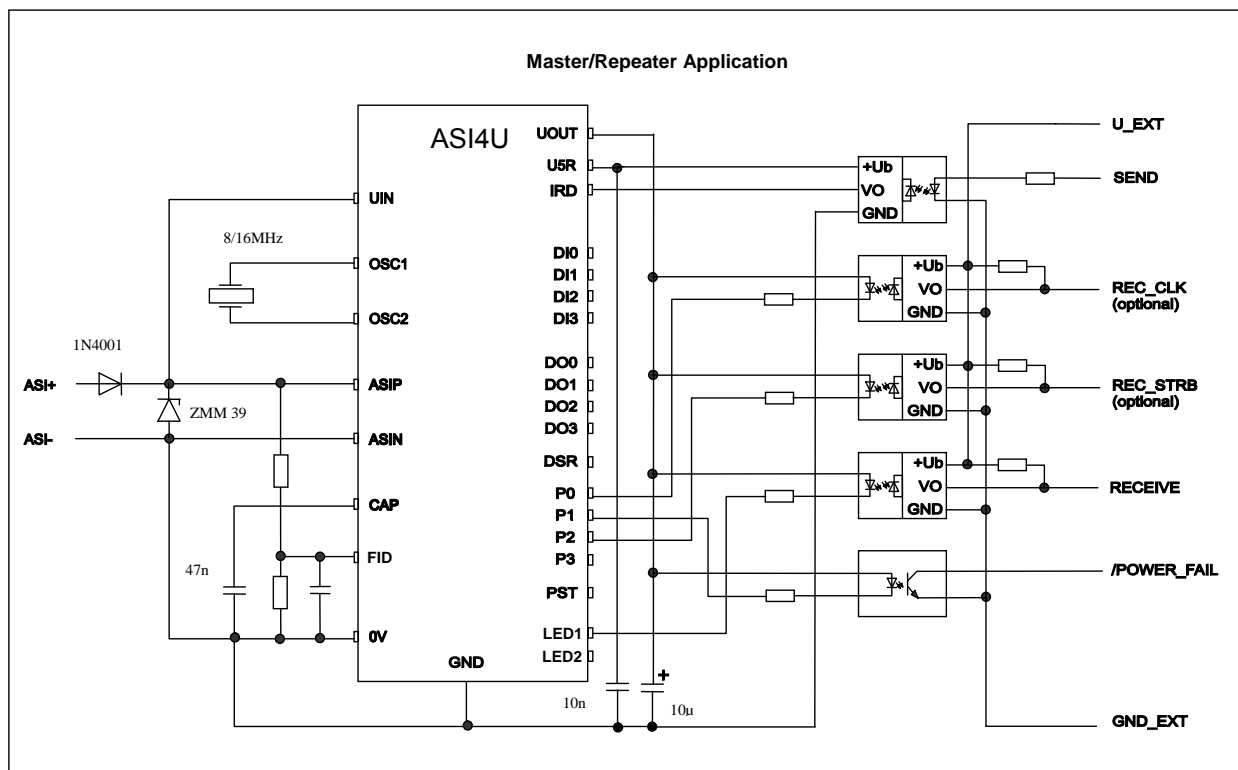 Master/Repeater Application
ASI4U
UIN
OSC1
OSC2
ASIP
ASIN
CAP
FID
0V
GND
UOUT
U5R
IRD
DI0
DI1
DI2
DI3
DO0
DO1
DO2
DO3
DSR
P0
P1
P2
P3
PST
LED1
LED2
8/16MHz
1N4001
ASI+
ZMM 39
ASI-
47n
10n
+
10µ
+Ub
VO
GND
+Ub
VO
GND
+Ub
VO
GND
+Ub
VO
GND
U_EXT
SEND
REC_CLK
(optional)
REC_STRB
(optional)
RECEIVE
/POWER_FAIL
GND_EXT